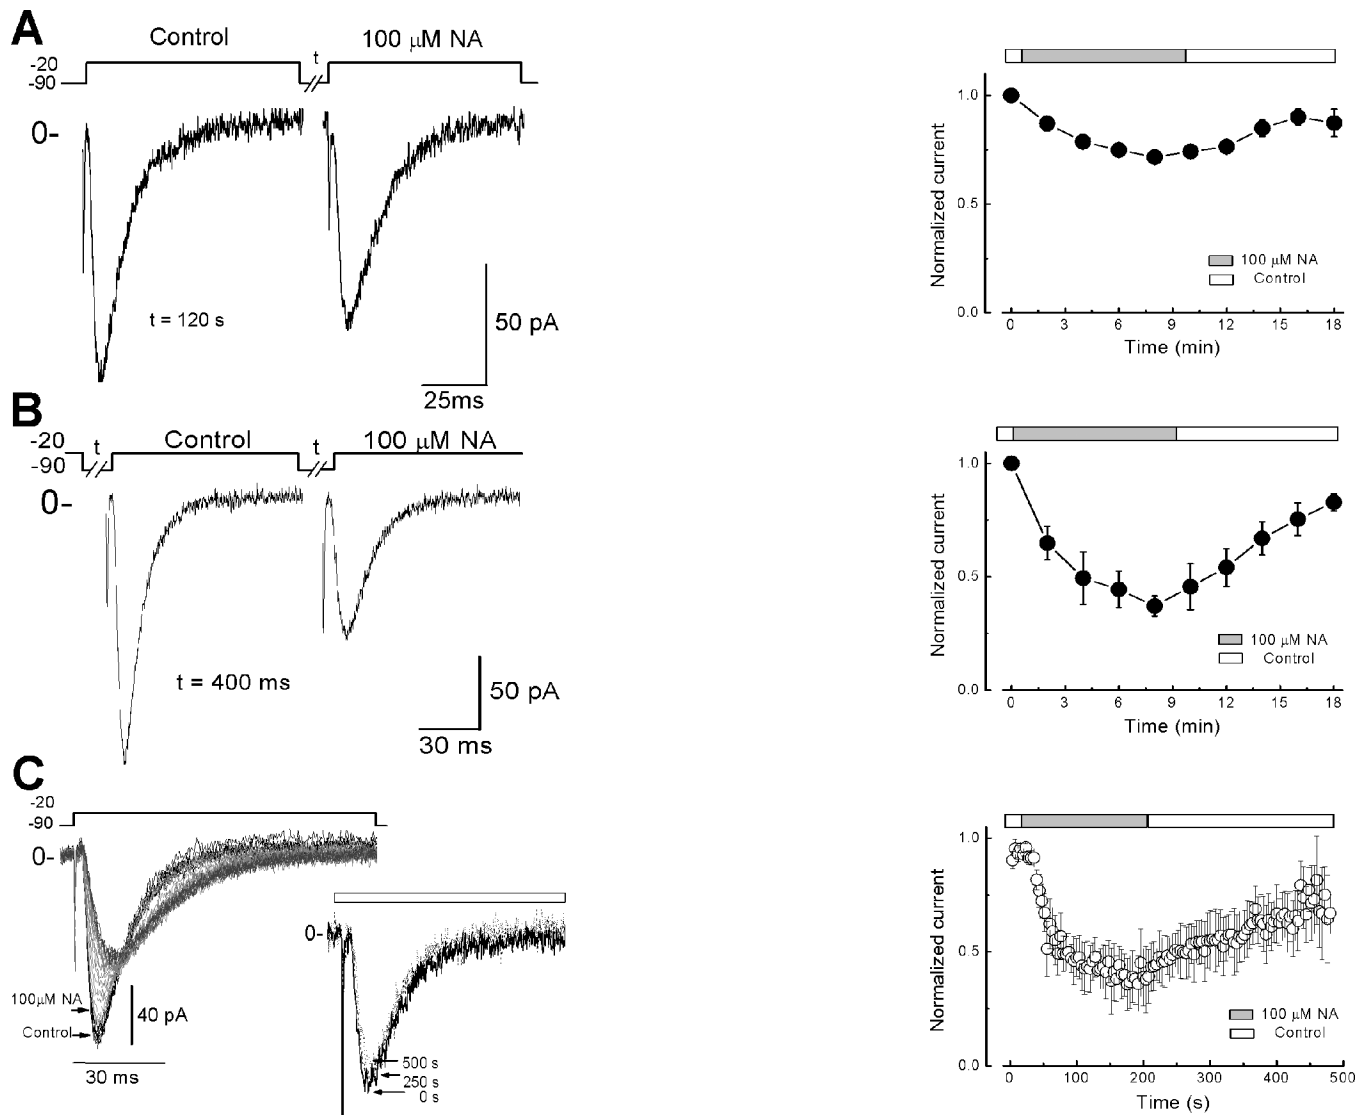 A
Control
100 μM NA
t
-20
-90
0-
t = 120 s
50 pA
25ms
1.0
0.5
0.0
Normalized current
100 μM NA
Control
0 3 6 9 12 15 18
Time (min)
B
-20
-90
t
Control
t
100 μM NA
0-
t = 400 ms
50 pA
30 ms
1.0
0.5
0.0
Normalized current
100 μM NA
Control
0 3 6 9 12 15 18
Time (min)
C
-20
-90
0-
100μM NA
Control
40 pA
30 ms
0-
500 s
250 s
0 s
1.0
0.5
0.0
Normalized current
100 μM NA
Control
0 100 200 300 400 500
Time (s)